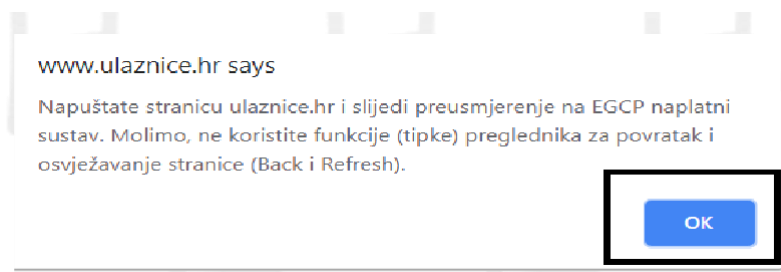 www.ulaznice.hr says
Napuštate stranicu ulaznice.hr i slijedi preusmjerenje na EGCP naplatni
sustav. Molimo, ne koristite funkcije (tipke) preglednika za povratak i
osvježavanje stranice (Back i Refresh).
OK